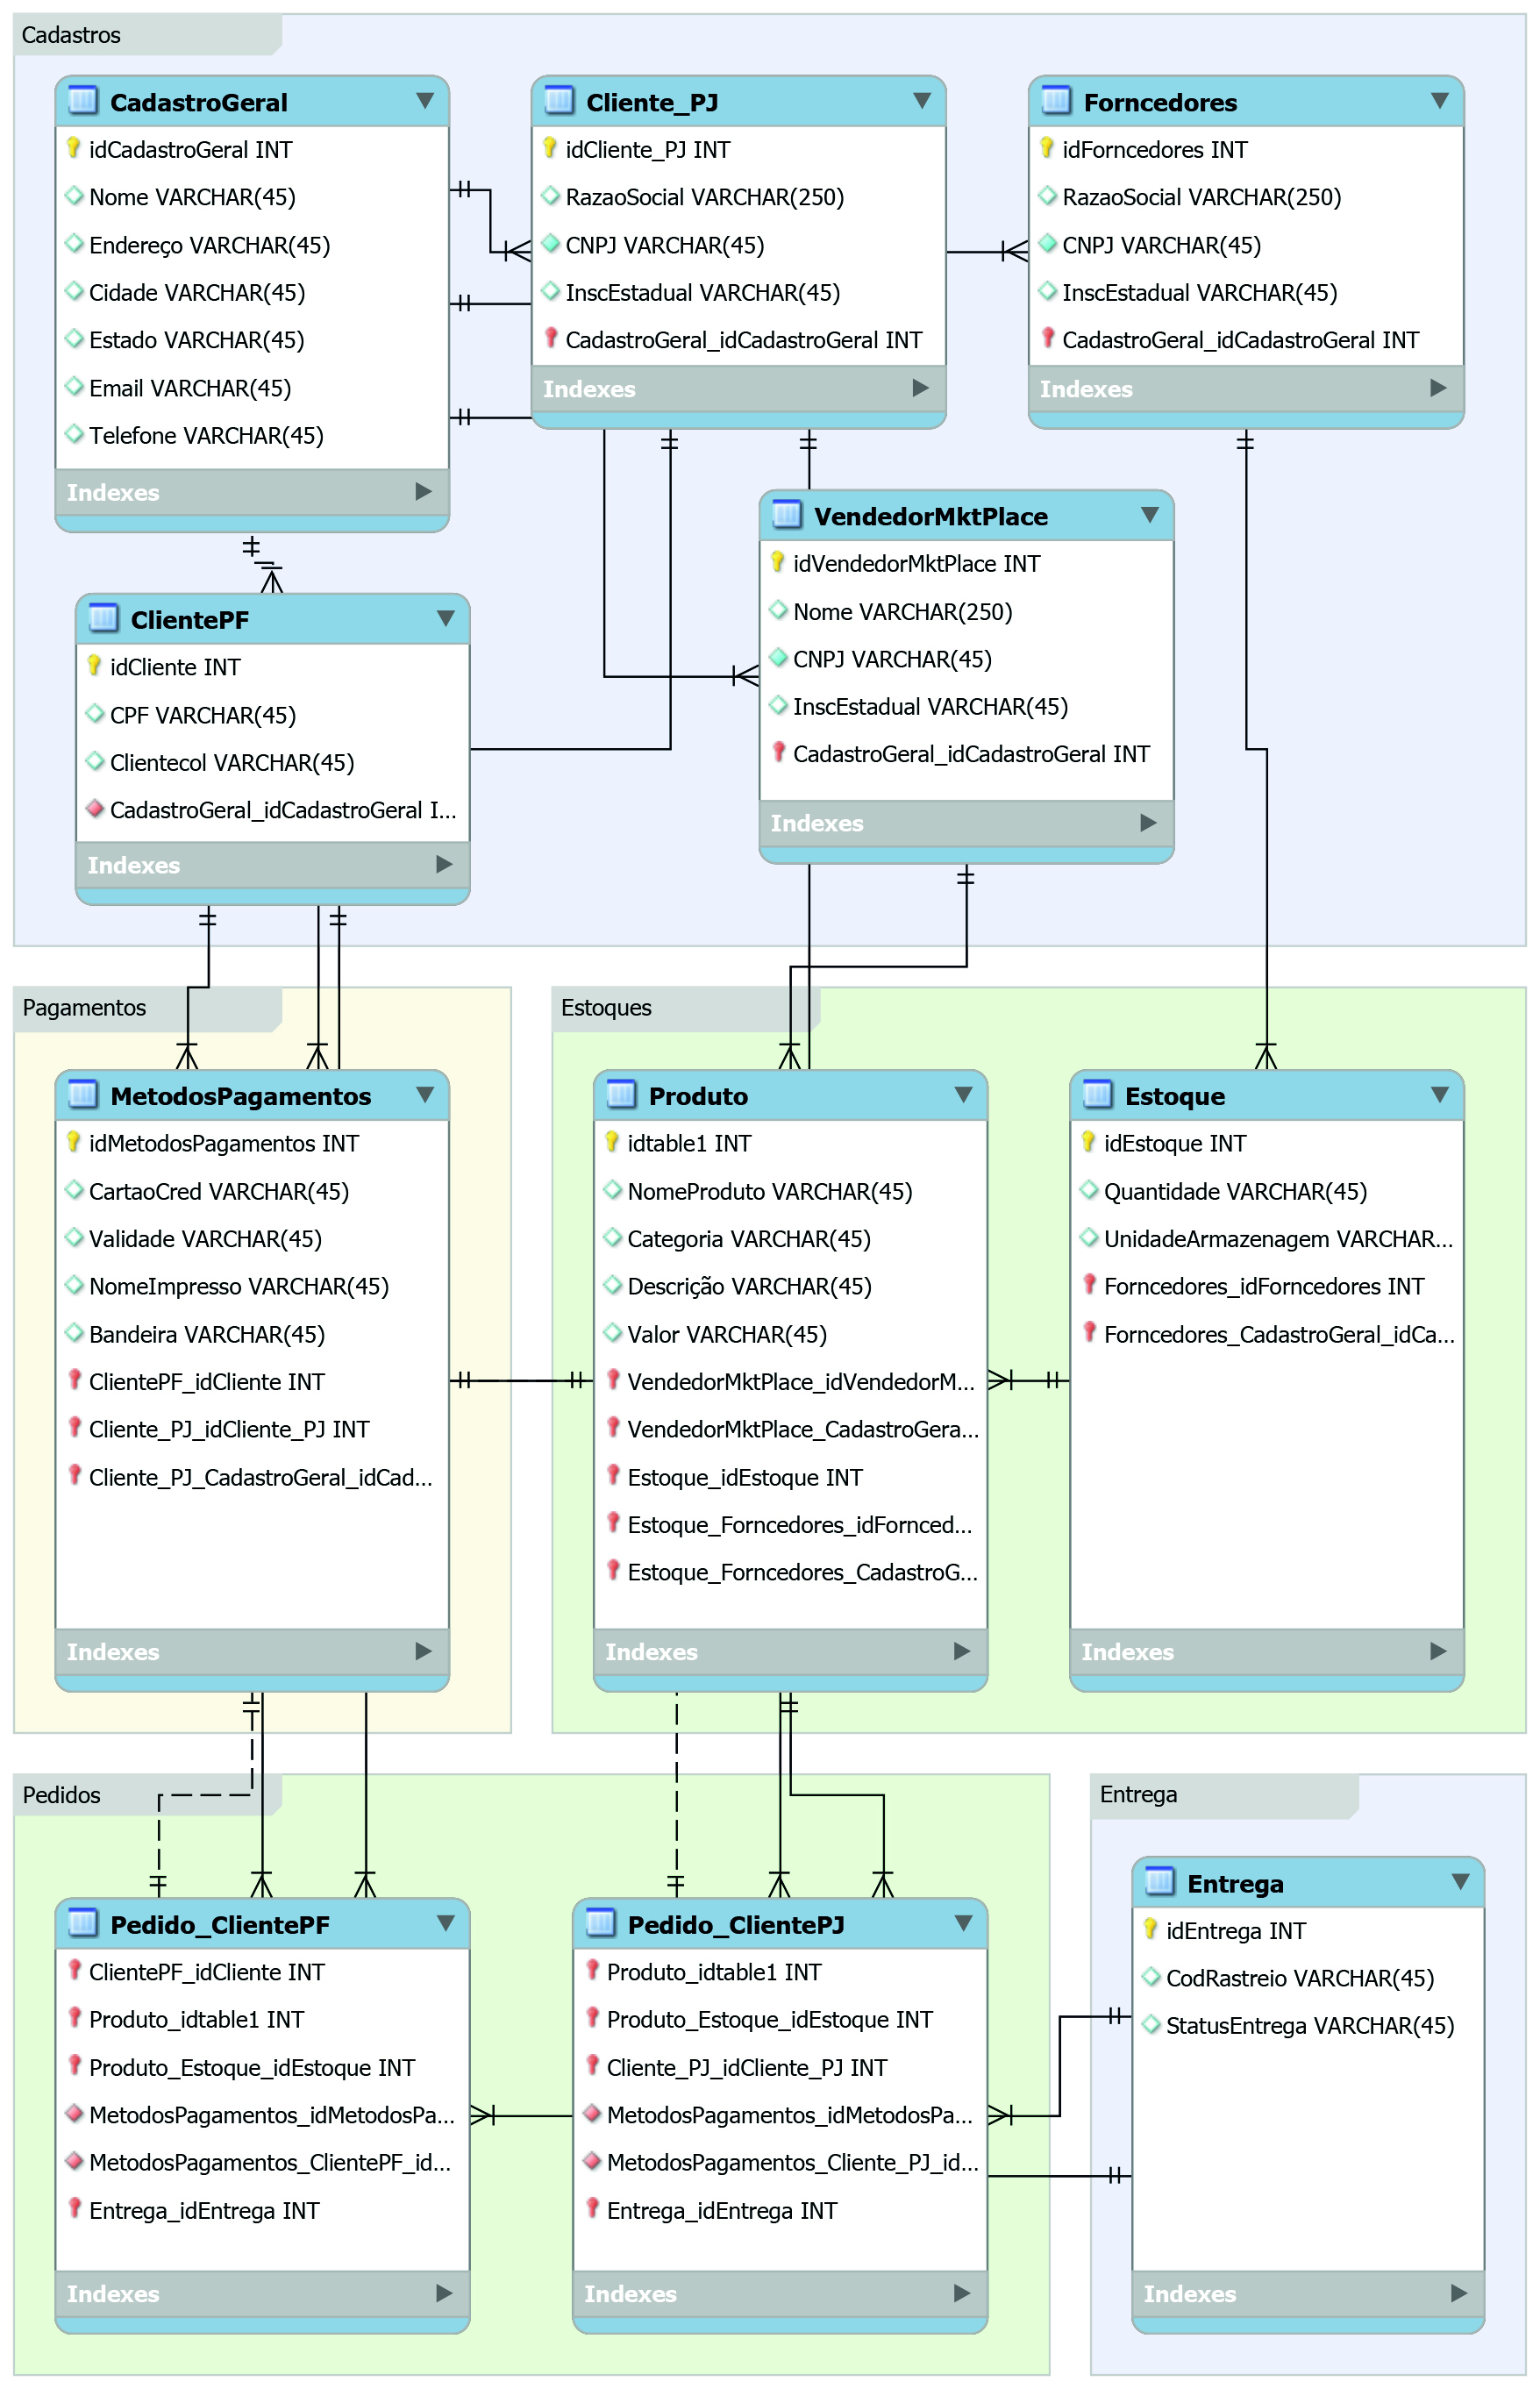 Cadastros
CadastroGeral
idCadastroGeral INT
Nome VARCHAR(45)
Endereço VARCHAR(45)
Cidade VARCHAR(45)
Estado VARCHAR(45)
Email VARCHAR(45)
Telefone VARCHAR(45)
Indexes
Cliente_PJ
idCliente_PJ INT
RazaoSocial VARCHAR(250)
CNPJ VARCHAR(45)
InscEstadual VARCHAR(45)
CadastroGeral_idCadastroGeral INT
Indexes
Forncedores
idForncedores INT
RazaoSocial VARCHAR(250)
CNPJ VARCHAR(45)
InscEstadual VARCHAR(45)
CadastroGeral_idCadastroGeral INT
Indexes
VendedorMktPlace
idVendedorMktPlace INT
Nome VARCHAR(250)
CNPJ VARCHAR(45)
InscEstadual VARCHAR(45)
CadastroGeral_idCadastroGeral INT
Indexes
ClientePF
idCliente INT
CPF VARCHAR(45)
Clientecol VARCHAR(45)
CadastroGeral_idCadastroGeral I...
Indexes
Pagamentos
MetodosPagamentos
idMetodosPagamentos INT
CartaoCred VARCHAR(45)
Validade VARCHAR(45)
NomeImpresso VARCHAR(45)
Bandeira VARCHAR(45)
ClientePF_idCliente INT
Cliente_PJ_idCliente_PJ INT
Cliente_PJ_CadastroGeral_idCad...
Indexes
Estoques
Produto
idtable1 INT
NomeProduto VARCHAR(45)
Categoria VARCHAR(45)
Descrição VARCHAR(45)
Valor VARCHAR(45)
VendedorMktPlace_idVendedorM...
VendedorMktPlace_CadastroGera...
Estoque_idEstoque INT
Estoque_Forncedores_idFornced...
Estoque_Forncedores_CadastroG...
Indexes
Estoque
idEstoque INT
Quantidade VARCHAR(45)
UnidadeArmazenagem VARCHAR...
Forncedores_idForncedores INT
Forncedores_CadastroGeral_idCa...
Indexes
Pedidos
Pedido_ClientePF
ClientePF_idCliente INT
Produto_idtable1 INT
Produto_Estoque_idEstoque INT
MetodosPagamentos_idMetodosPa...
MetodosPagamentos_ClientePF_id...
Entrega_idEntrega INT
Indexes
Pedido_ClientePJ
Produto_idtable1 INT
Produto_Estoque_idEstoque INT
Cliente_PJ_idCliente_PJ INT
MetodosPagamentos_idMetodosPa...
MetodosPagamentos_Cliente_PJ_id...
Entrega_idEntrega INT
Indexes
Entrega
Entrega
idEntrega INT
CodRastreio VARCHAR(45)
StatusEntrega VARCHAR(45)
Indexes